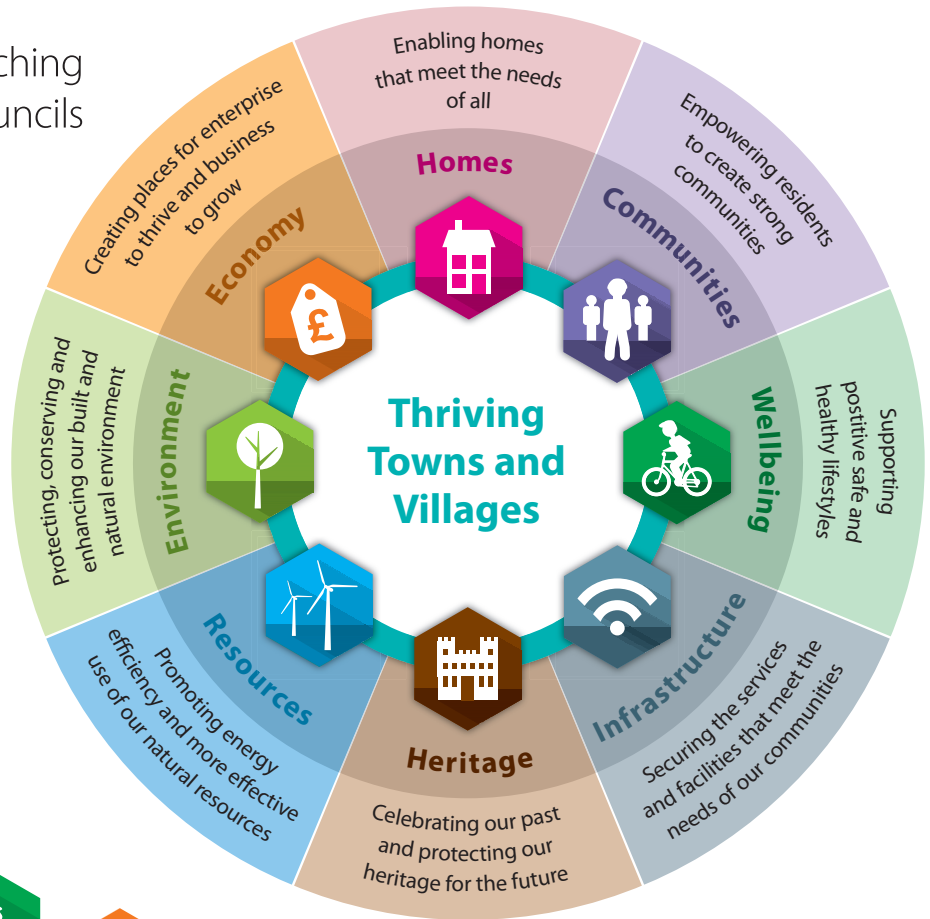 ching
uncils
Enabling homes
that meet the needs
of all
Homes
Empowering residents
to create strong
communities
Communities
Supporting
postitive safe and
healthy lifestyles
Wellbeing
Securing the services
and facilities that meet the
needs of our communities
Infrastructure
Heritage
Celebrating our past
and protecting our
heritage for the future
Resources
Promoting energy
efficiency and more effective
use of our natural resources
Protecting, conserving and
enhancing our built and
natural environment
Environment
Creating places for enterprise
to thrive and business
to grow
Economy
£
Thriving
Towns and
Villages